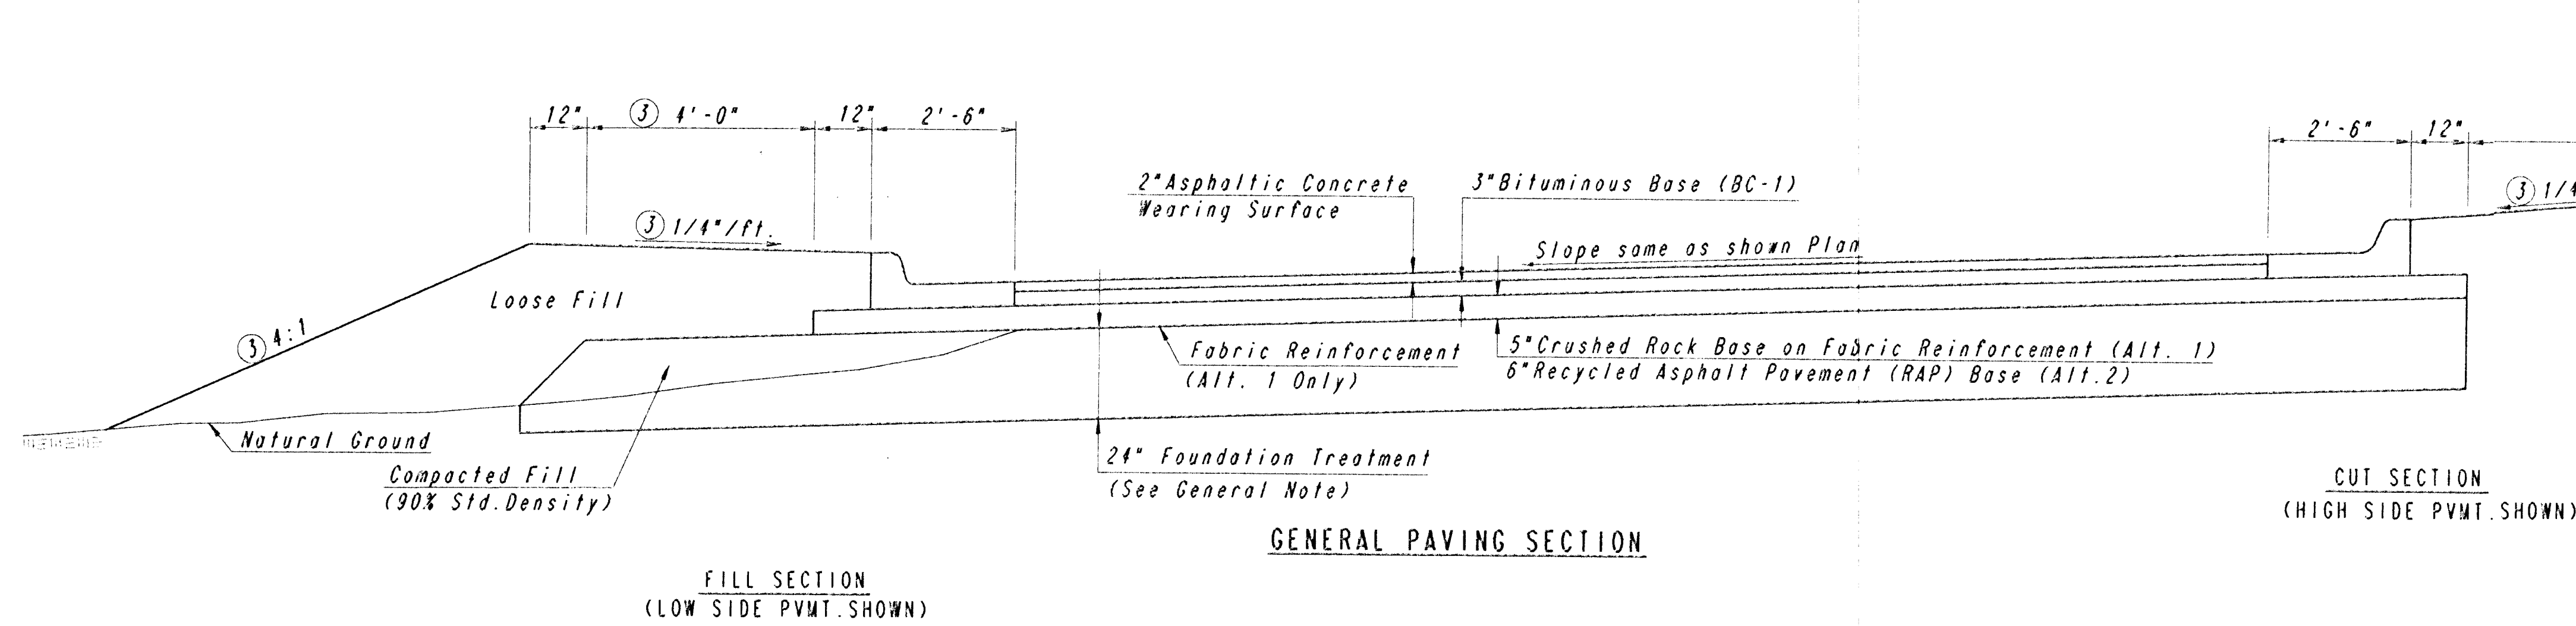 12" ③ 4'-0" 12" 2'-6"
2'-6" 12"
2" Asphaltic Concrete
Wearing Surface
3" Bituminous Base (BC-1)
③ 1/4
③ 1/4"/ft.
Slope same as shown Plan
Loose Fill
③ 4:1
Fabric Reinforcement
(Alt. 1 Only)
5" Crushed Rock Base on Fabric Reinforcement (Alt. 1)
6" Recycled Asphalt Pavement (RAP) Base (Alt.2)
Natural Ground
Compacted Fill
(90% Std.Density)
24" Foundation Treatment
(See General Note)
CUT SECTION
(HIGH SIDE PVMT.SHOWN)
GENERAL PAVING SECTION
FILL SECTION
(LOW SIDE PVMT.SHOWN)